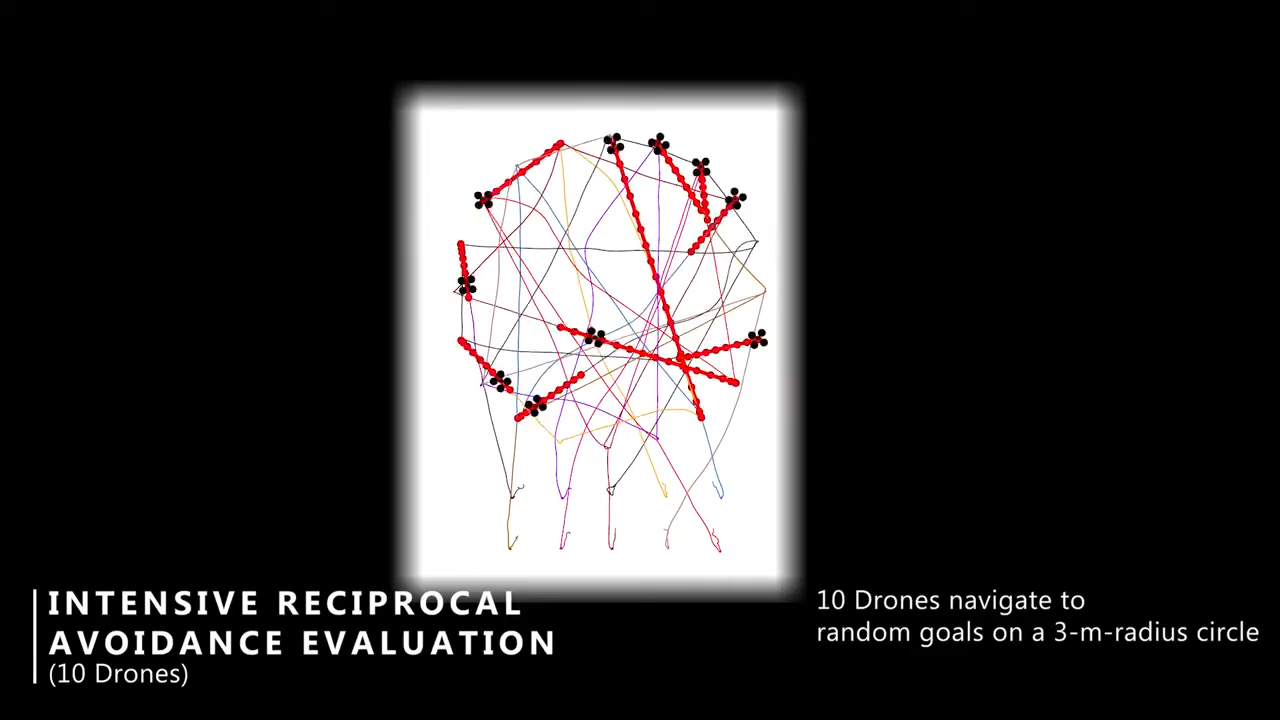 INTENSIVE RECIPROCAL
AVOIDANCE EVALUATION
(10 Drones)
10 Drones navigate to
random goals on a 3-m-radius circle